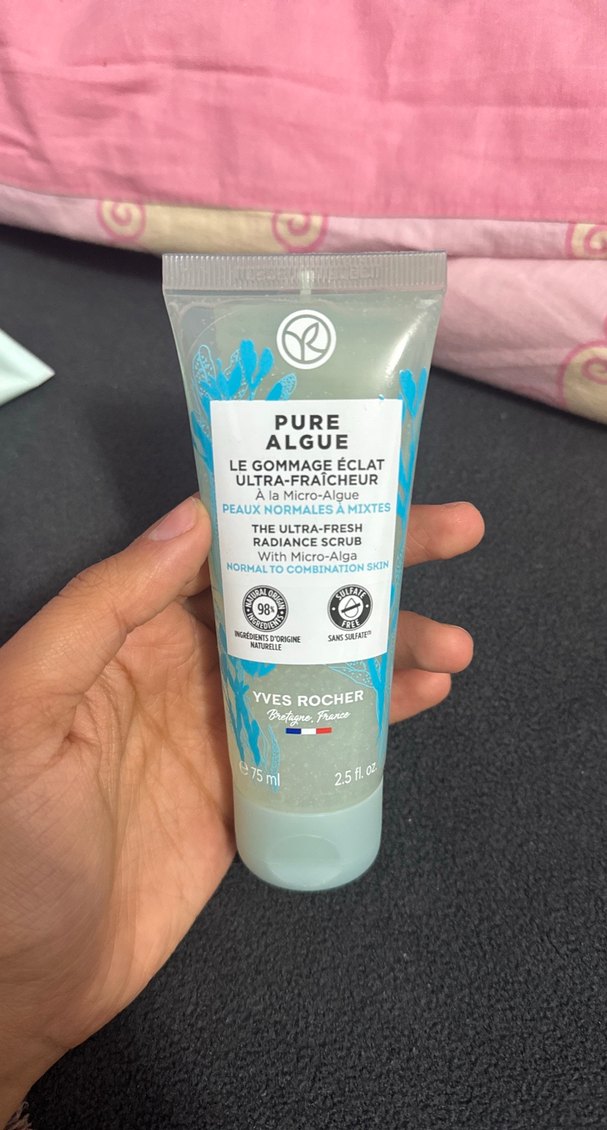 PURE
ALGUE
LE GOMMAGE ÉCLAT
ULTRA-FRAÎCHEUR
À la Micro-Algue
PEAUX NORMALES À MIXTES
THE ULTRA-FRESH
RADIANCE SCRUB
With Micro-Alga
NORMAL TO COMBINATION SKIN
NATURAL ORIGIN
98%
INGREDIENTS
INGRÉDIENTS D'ORIGINE
NATURELLE
SULFATE
FREE
SANS SULFATE
YVES ROCHER
Bretagne, France
℮ 75 ml
2.5 fl. oz.